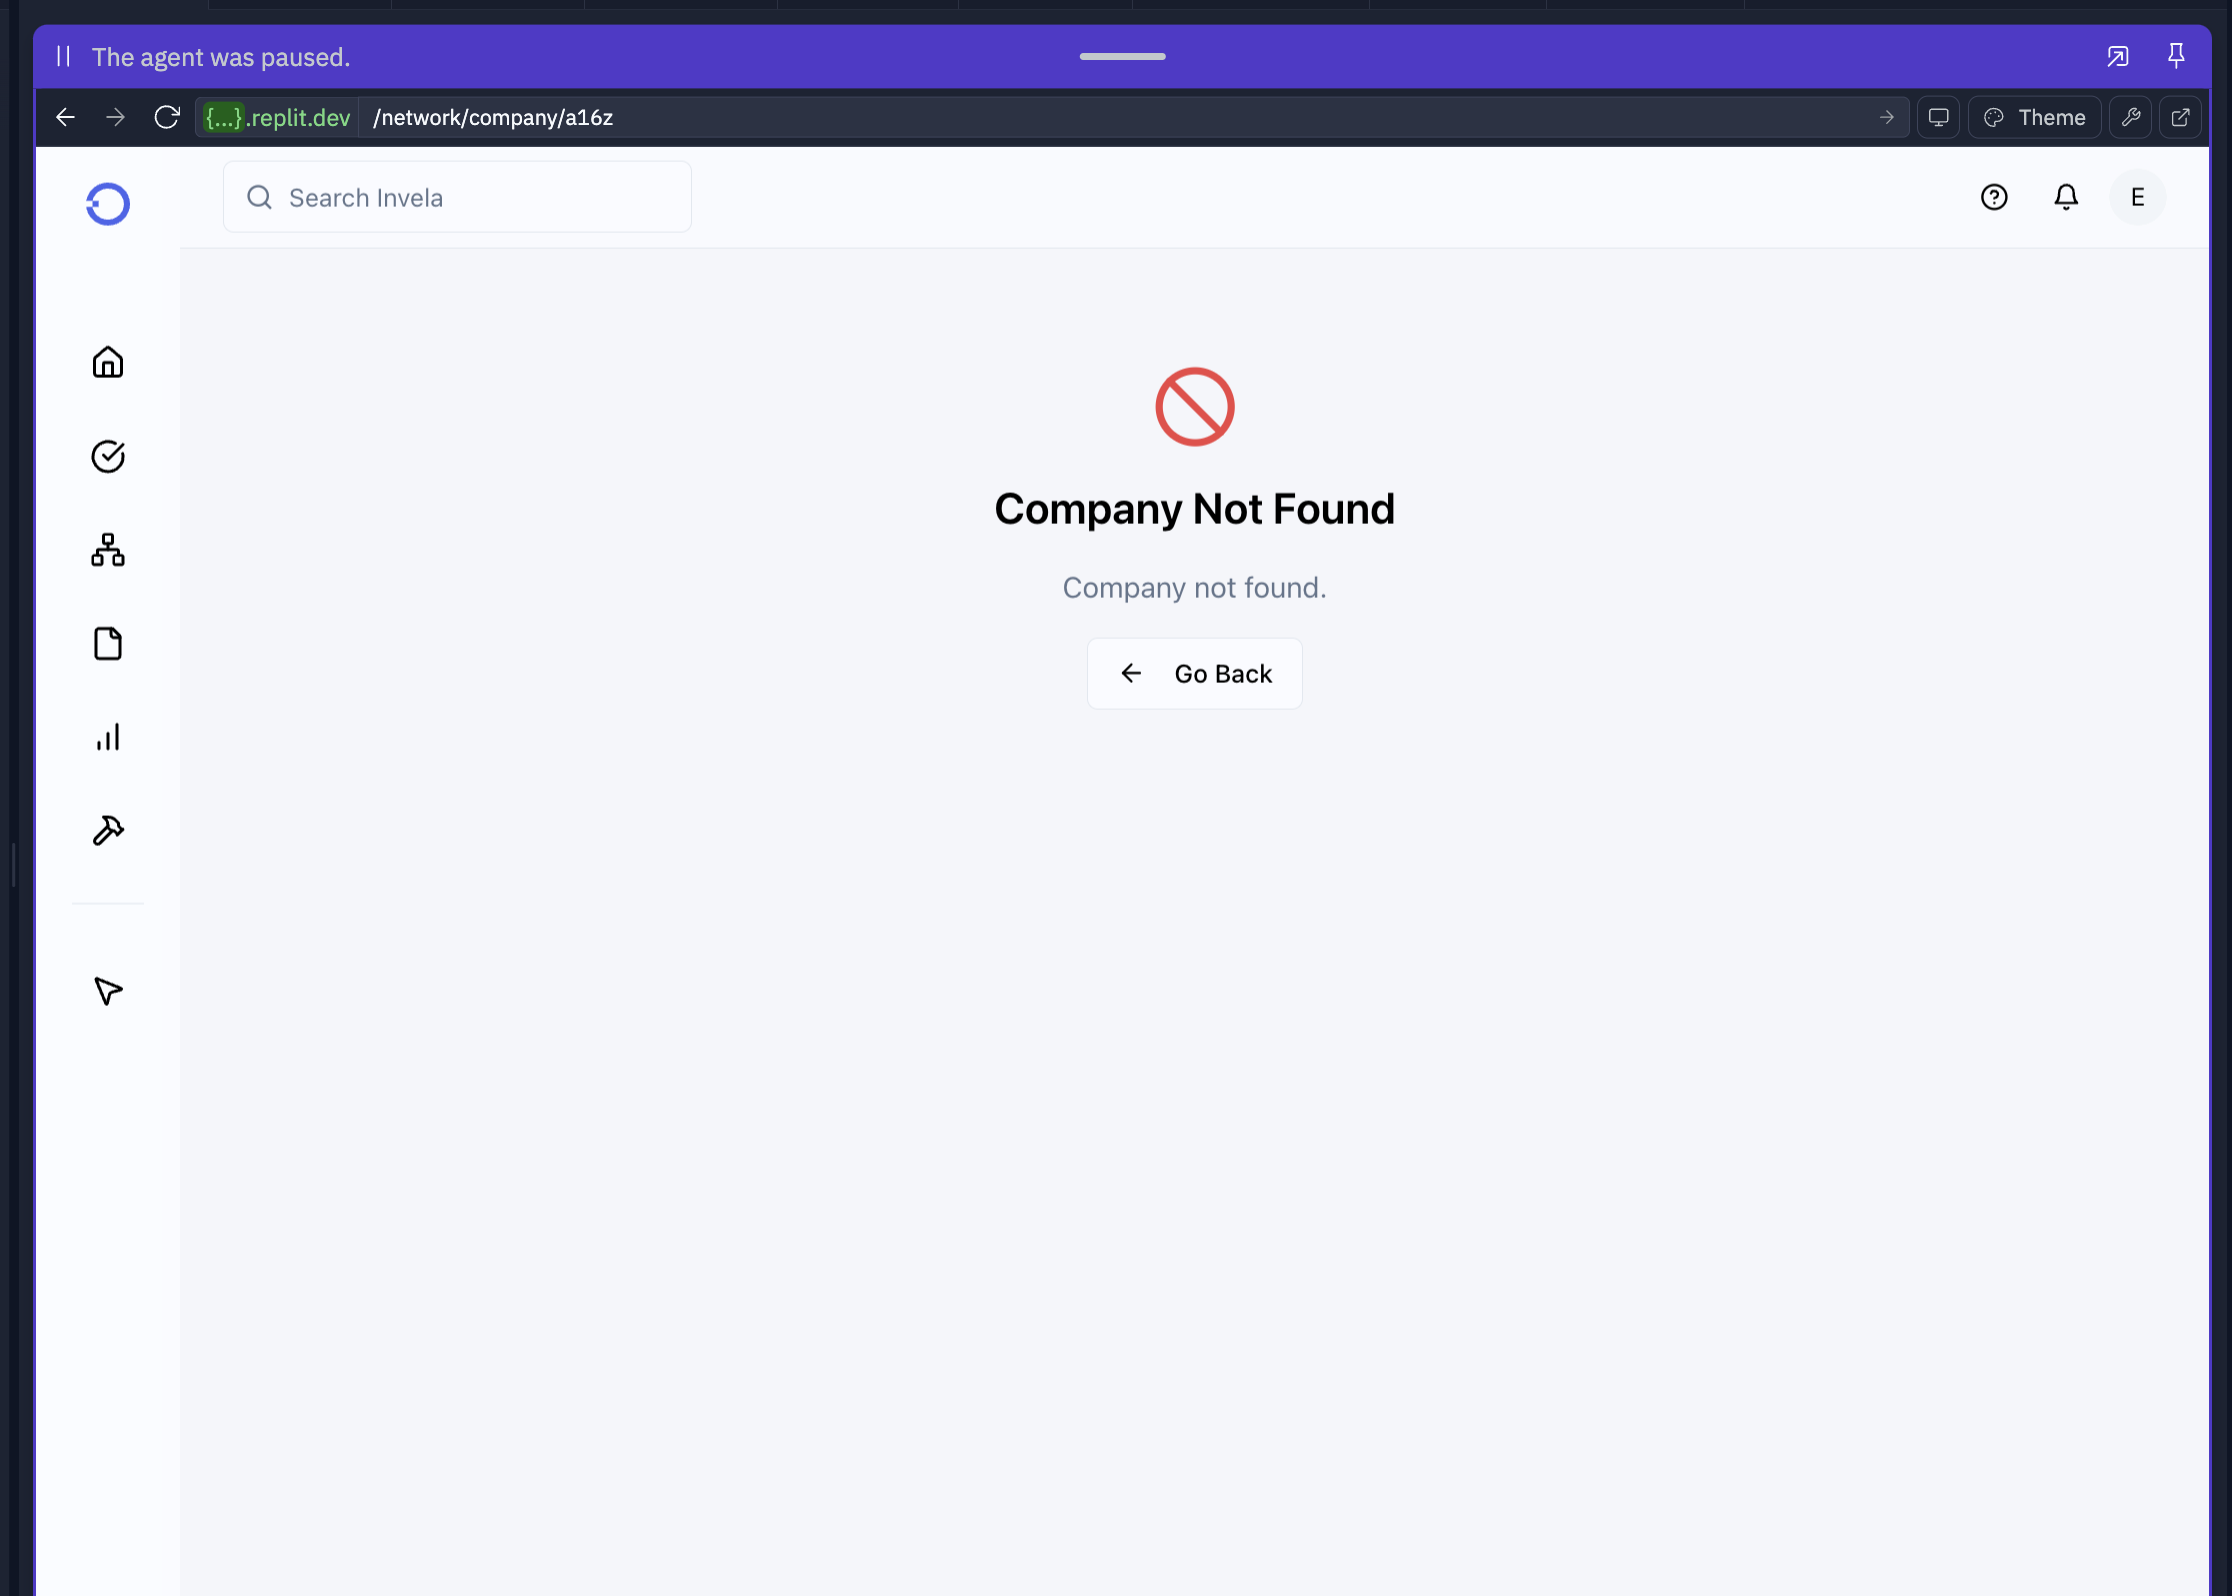 The agent was paused.
{...}.replit.dev /network/company/a16z
Theme
Search Invela
E
Company Not Found
Company not found.
Go Back